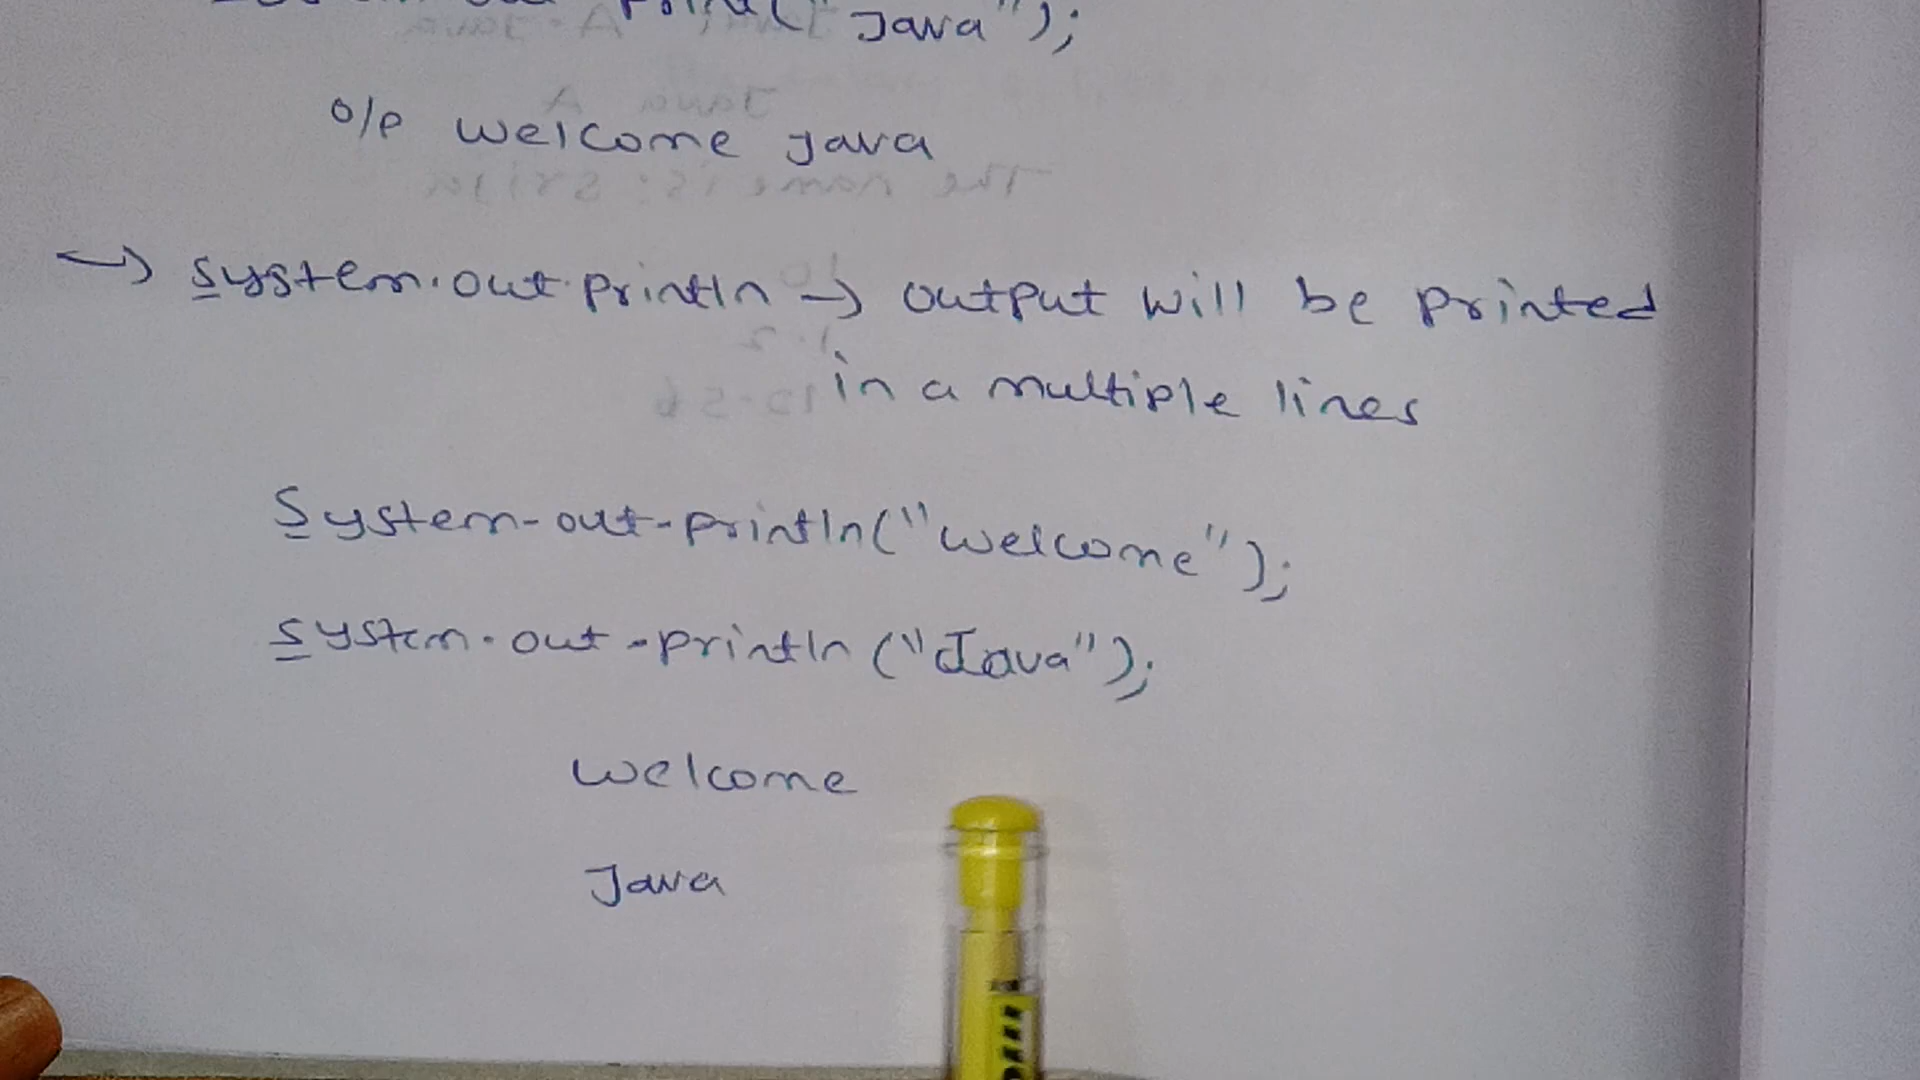 print("Java");
o/p welcome Java
→ System.out.println → output will be printed
in a multiple lines
System.out.println("welcome");
System.out.println("Java");
welcome
Java